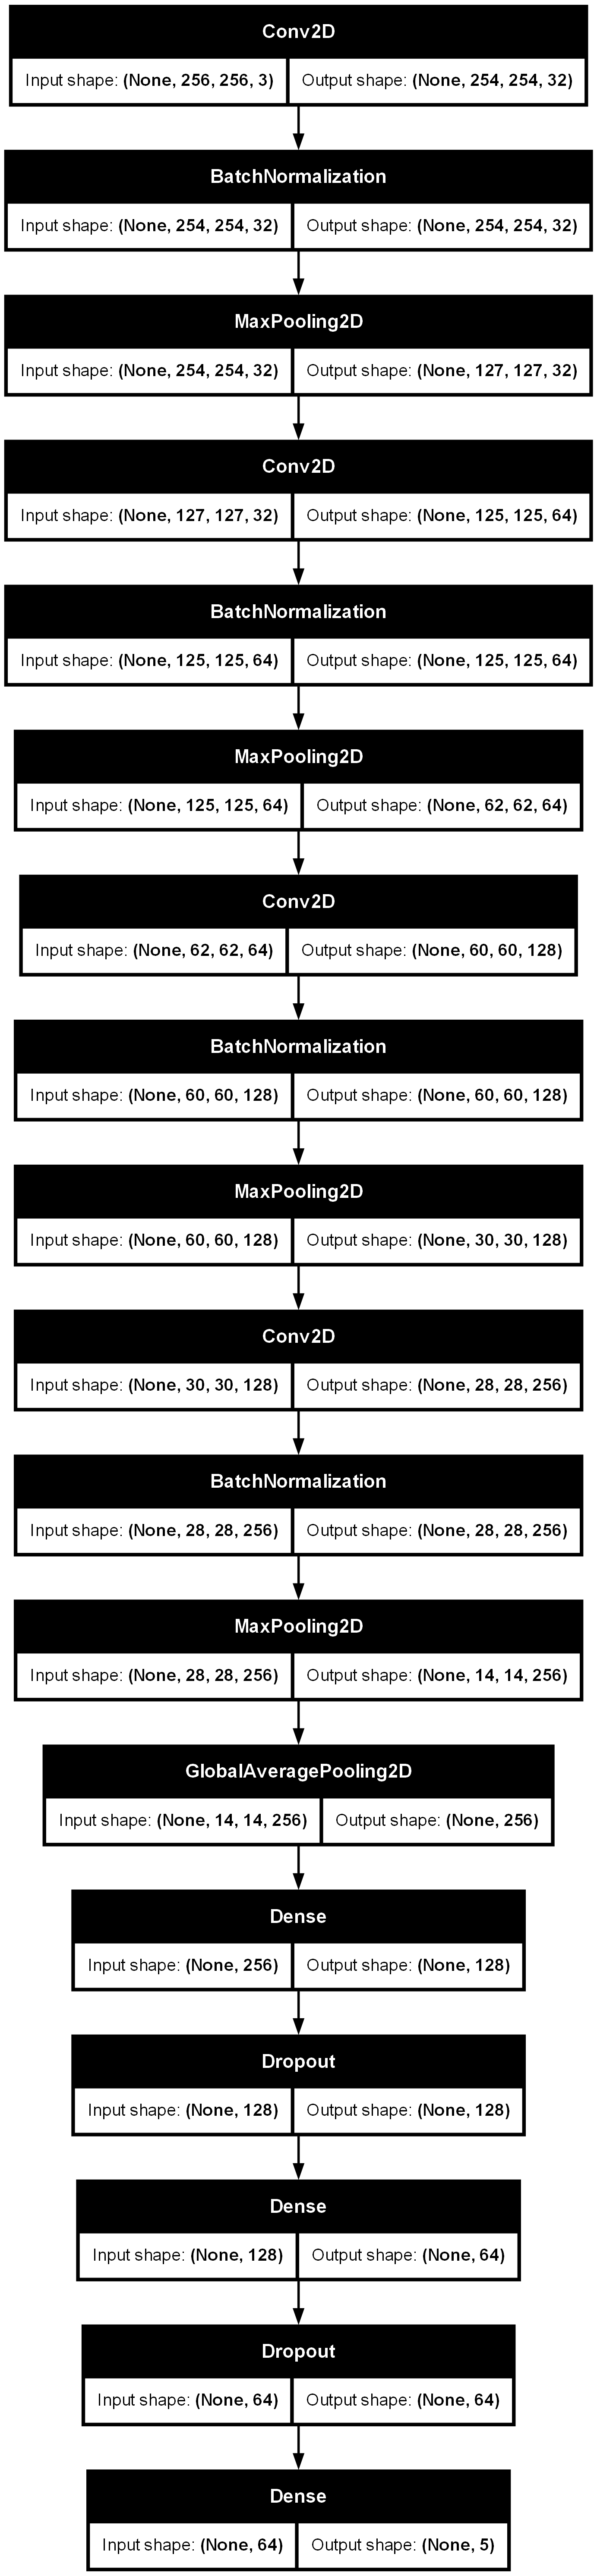 Conv2D
Input shape: (None, 256, 256, 3) Output shape: (None, 254, 254, 32)
BatchNormalization
Input shape: (None, 254, 254, 32) Output shape: (None, 254, 254, 32)
MaxPooling2D
Input shape: (None, 254, 254, 32) Output shape: (None, 127, 127, 32)
Conv2D
Input shape: (None, 127, 127, 32) Output shape: (None, 125, 125, 64)
BatchNormalization
Input shape: (None, 125, 125, 64) Output shape: (None, 125, 125, 64)
MaxPooling2D
Input shape: (None, 125, 125, 64) Output shape: (None, 62, 62, 64)
Conv2D
Input shape: (None, 62, 62, 64) Output shape: (None, 60, 60, 128)
BatchNormalization
Input shape: (None, 60, 60, 128) Output shape: (None, 60, 60, 128)
MaxPooling2D
Input shape: (None, 60, 60, 128) Output shape: (None, 30, 30, 128)
Conv2D
Input shape: (None, 30, 30, 128) Output shape: (None, 28, 28, 256)
BatchNormalization
Input shape: (None, 28, 28, 256) Output shape: (None, 28, 28, 256)
MaxPooling2D
Input shape: (None, 28, 28, 256) Output shape: (None, 14, 14, 256)
GlobalAveragePooling2D
Input shape: (None, 14, 14, 256) Output shape: (None, 256)
Dense
Input shape: (None, 256) Output shape: (None, 128)
Dropout
Input shape: (None, 128) Output shape: (None, 128)
Dense
Input shape: (None, 128) Output shape: (None, 64)
Dropout
Input shape: (None, 64) Output shape: (None, 64)
Dense
Input shape: (None, 64) Output shape: (None, 5)